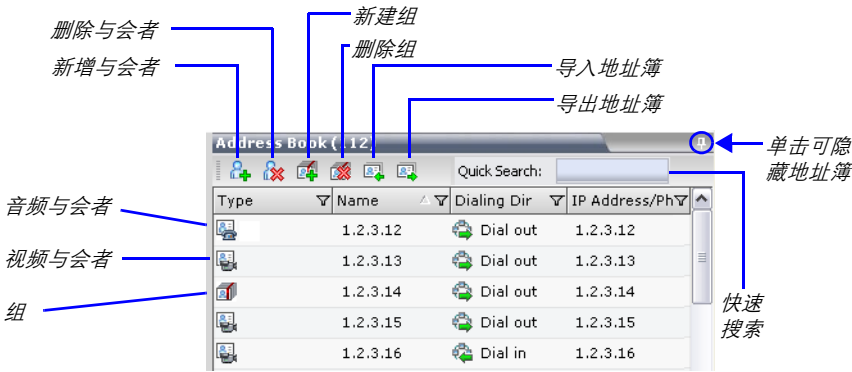 新建组
删除与会者
删除组
新增与会者
导入地址簿
导出地址簿
Address Book (112)
单击可隐
藏地址簿
Quick Search:
Type Name Dialing Dir IP Address/Ph
音频与会者
1.2.3.12 Dial out 1.2.3.12
视频与会者
1.2.3.13 Dial out 1.2.3.13
组
1.2.3.14 Dial out 1.2.3.14
快速
搜索
1.2.3.15 Dial out 1.2.3.15
1.2.3.16 Dial in 1.2.3.16